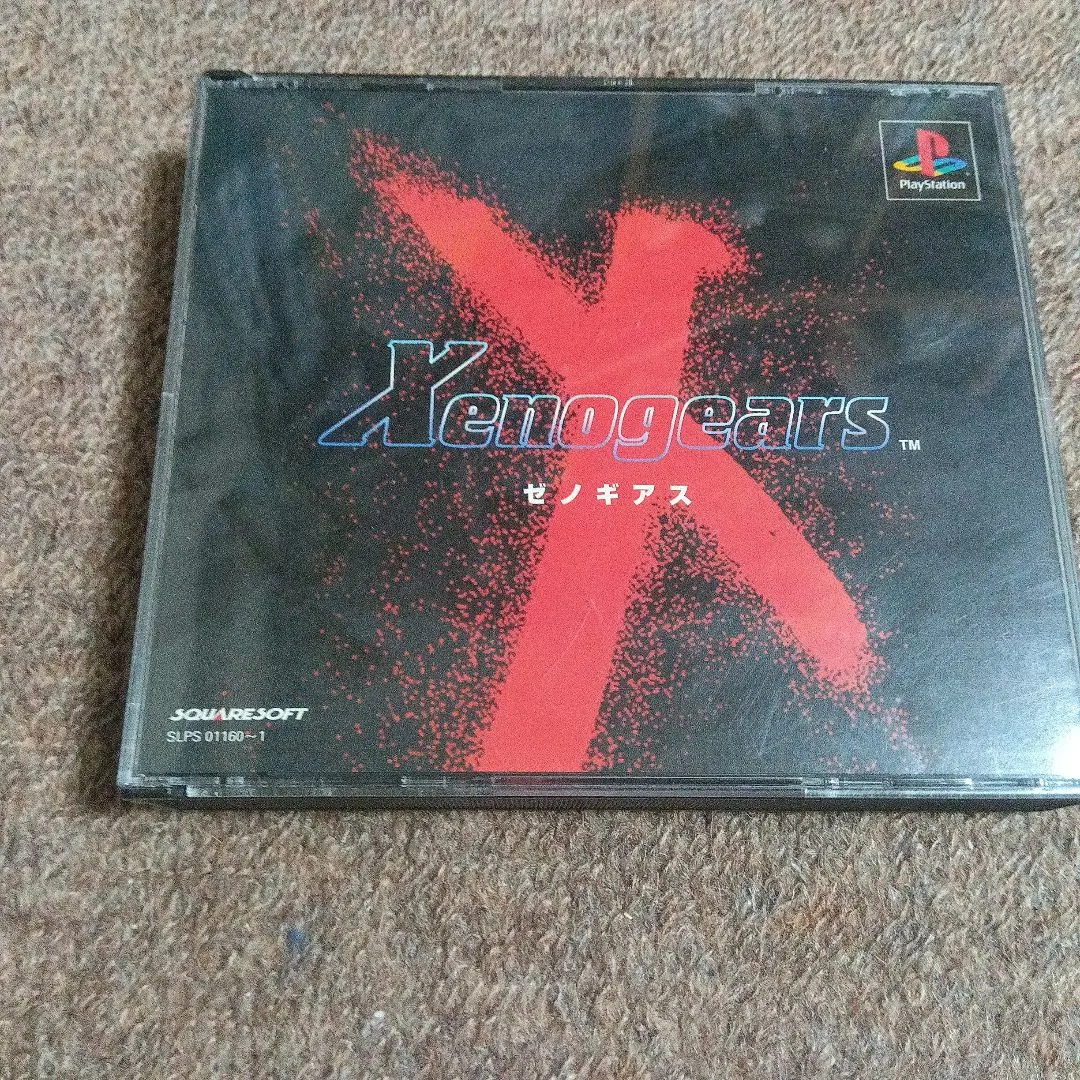 PlayStation
Xenogears™
ゼノギアス
SQUARESOFT
SLPS 01160～1